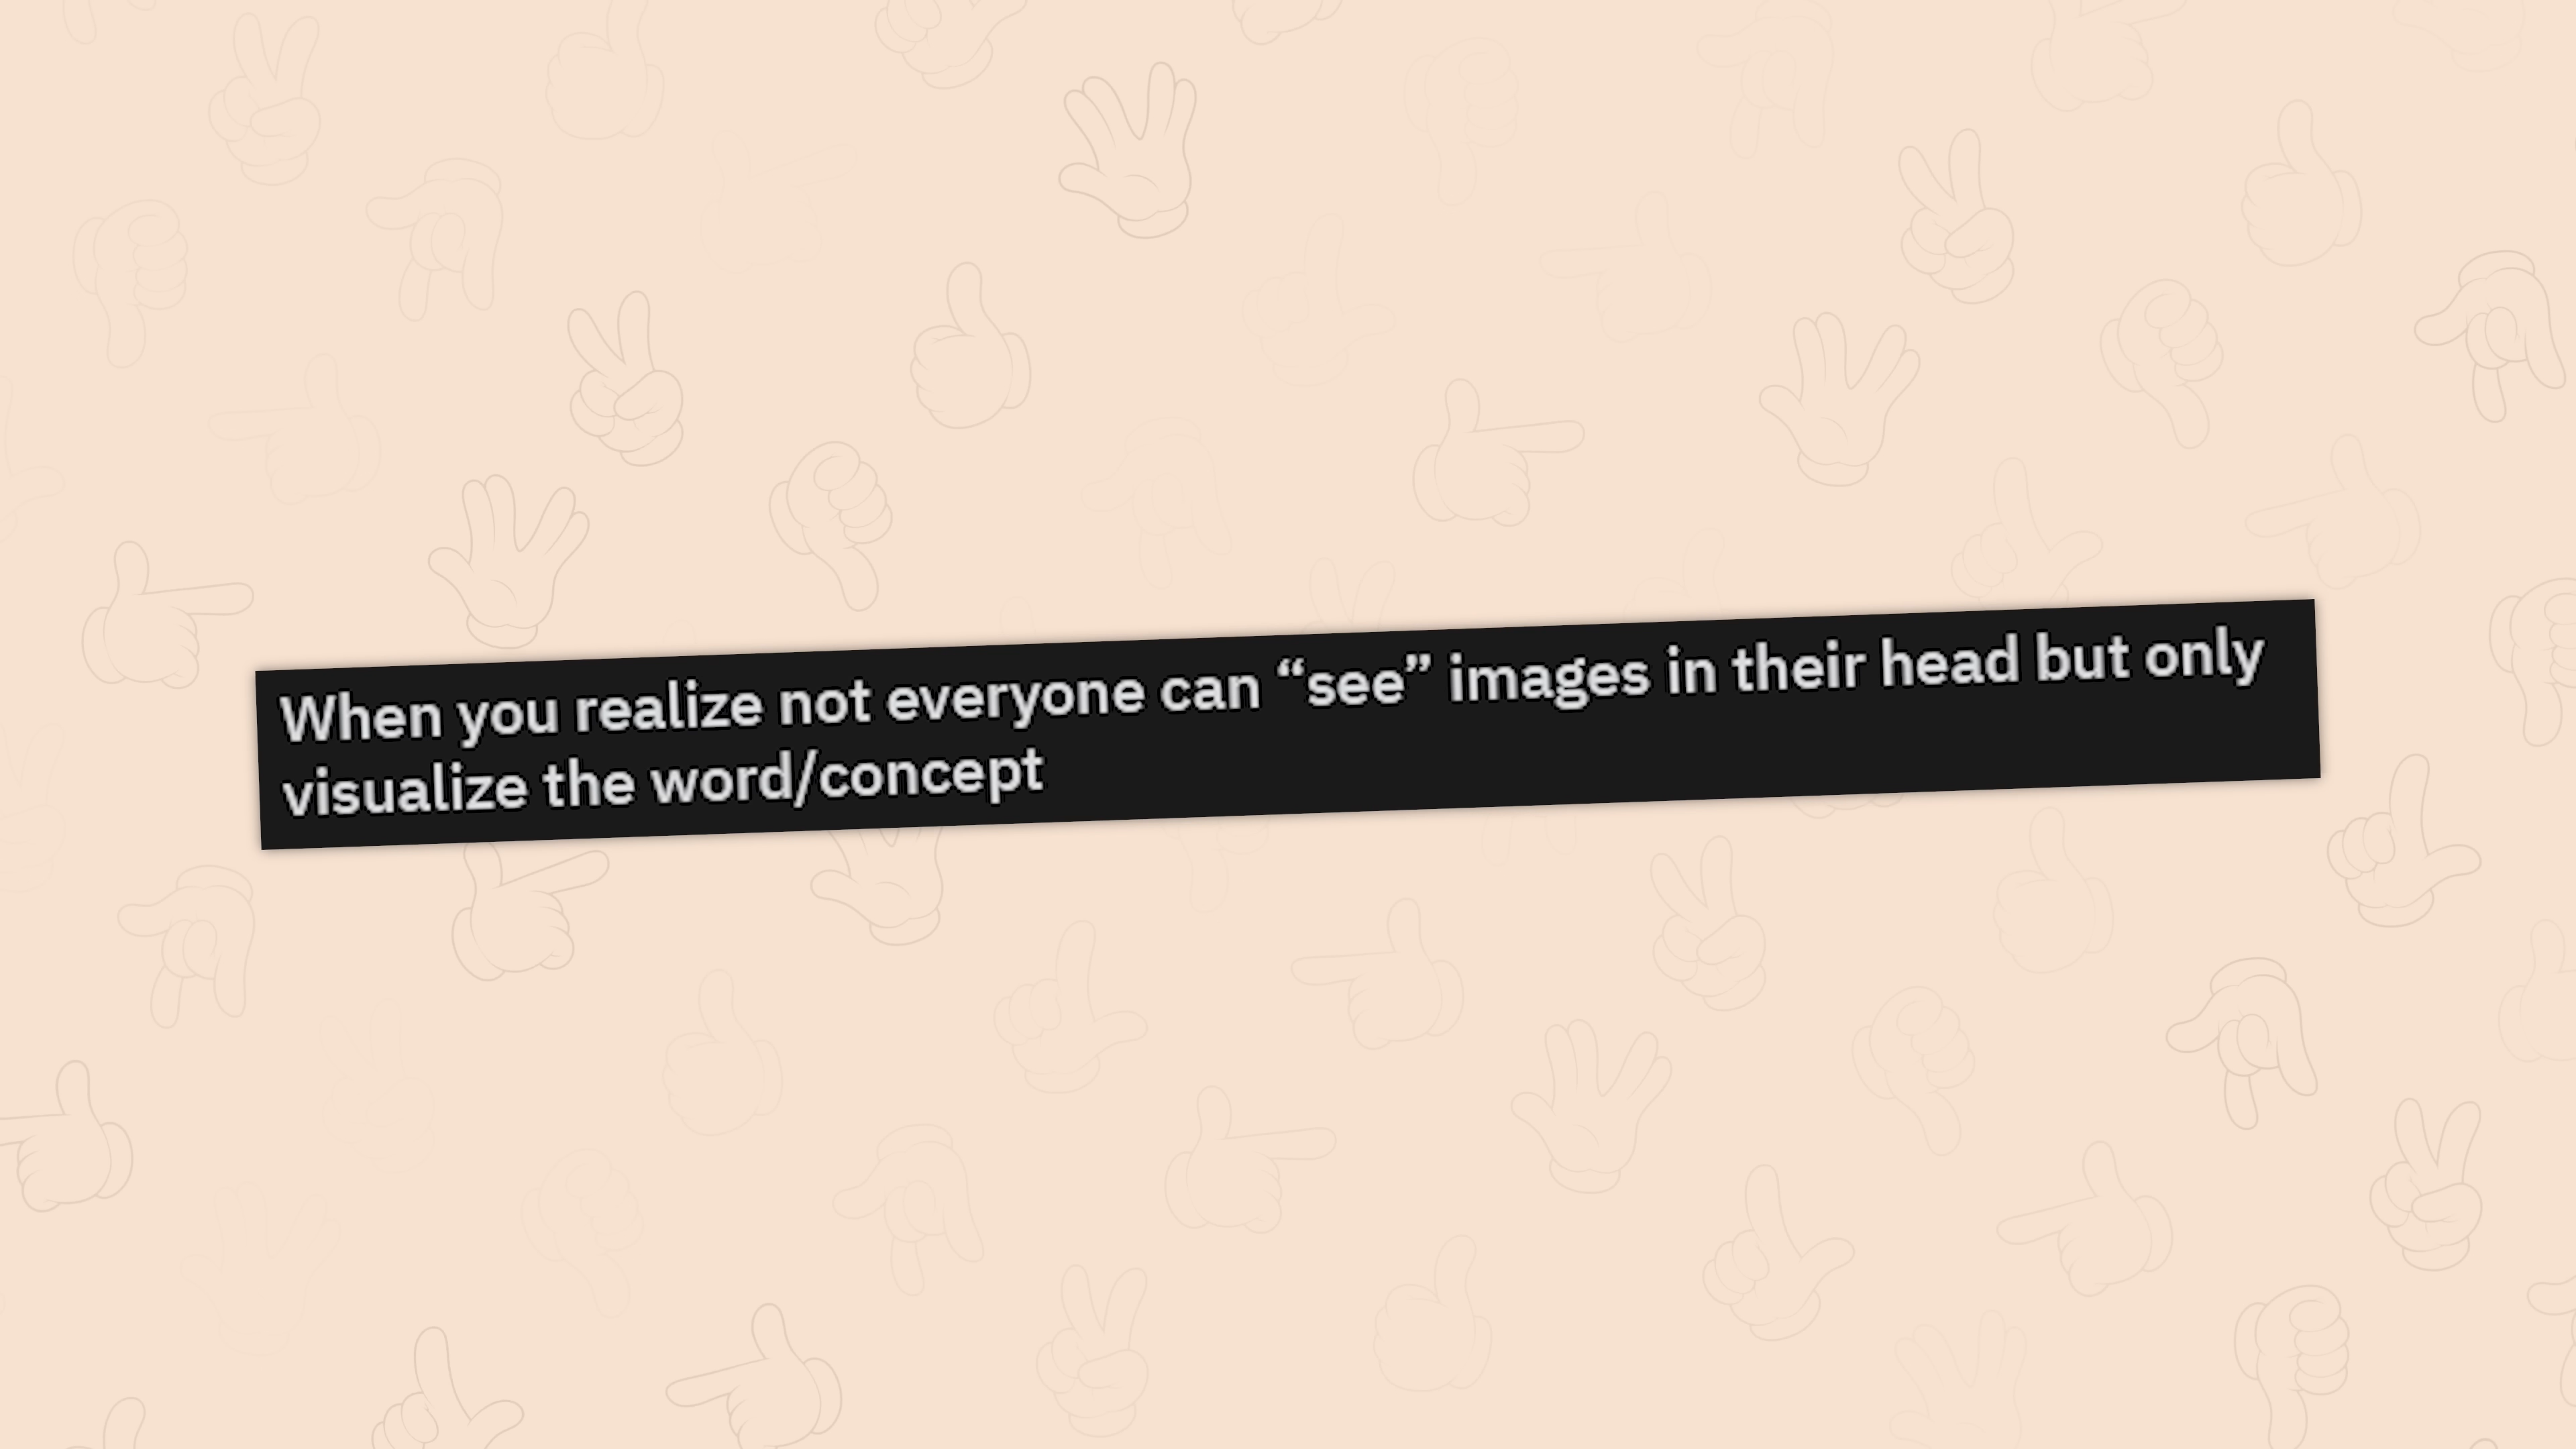 When you realize not everyone can “see” images in their head but only
visualize the word/concept